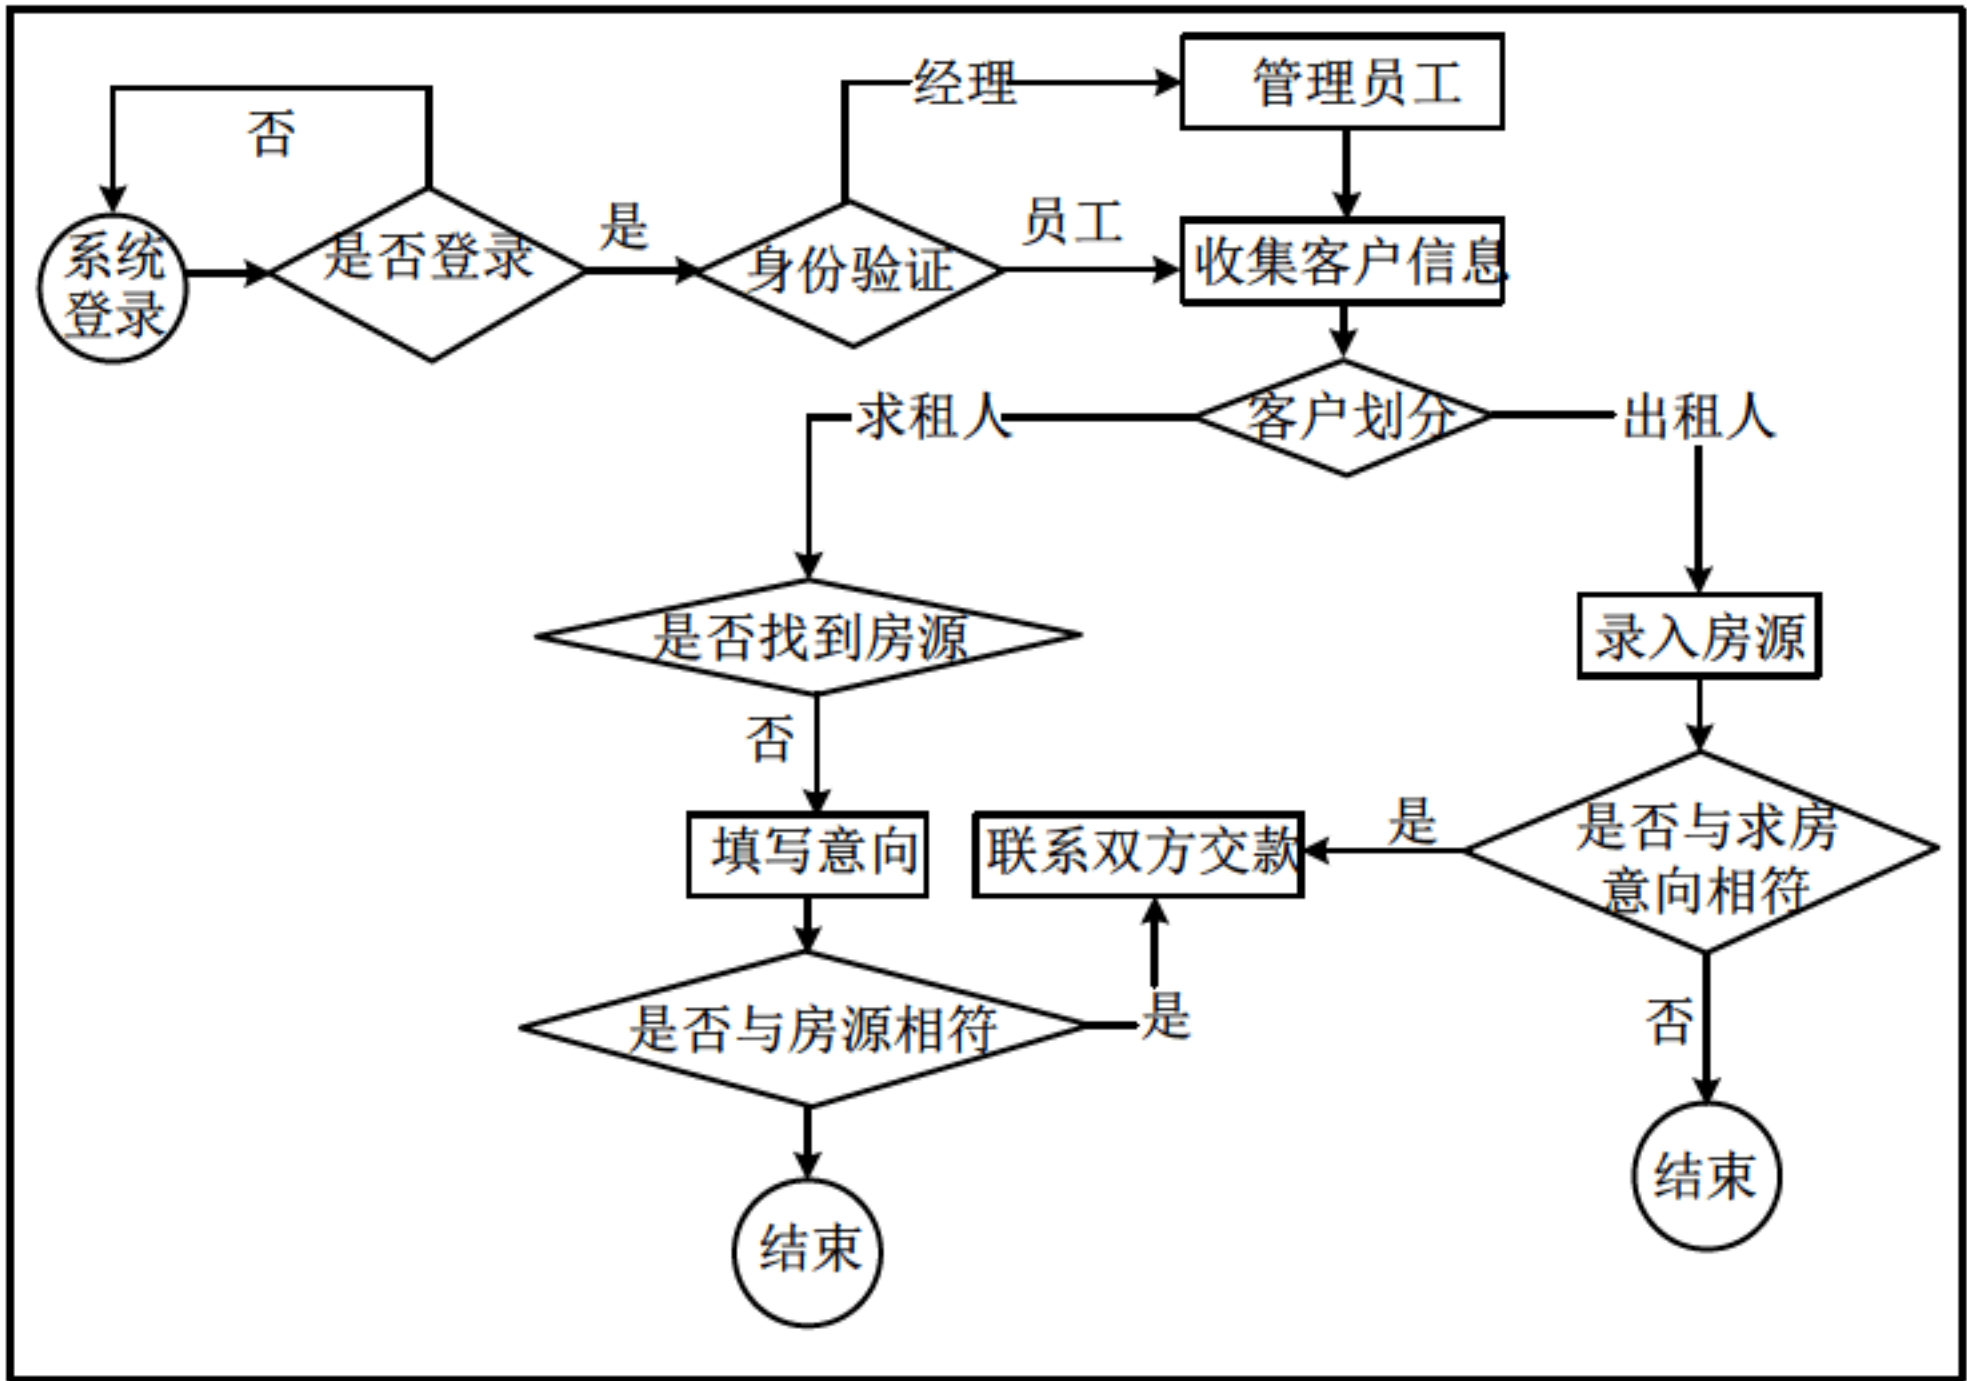 经理
管理员工
否
系统
登录
是否登录
是
身份验证
员工
收集客户信息
求租人
客户划分
出租人
是否找到房源
录入房源
否
填写意向
联系双方交款
是
是否与求房
意向相符
是否与房源相符
是
否
结束
结束